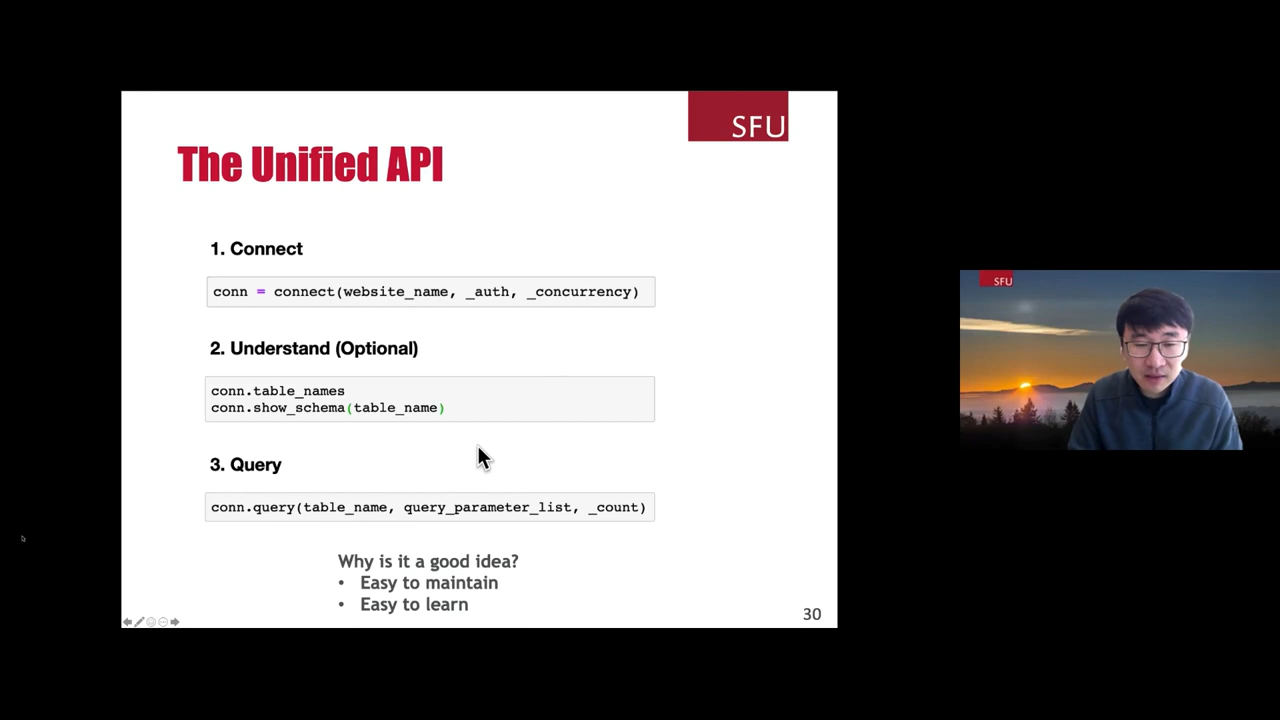 SFU
The Unified API
1. Connect
conn = connect(website_name, _auth, _concurrency)
2. Understand (Optional)
conn.table_names
conn.show_schema(table_name)
3. Query
conn.query(table_name, query_parameter_list, _count)
Why is it a good idea?
• Easy to maintain
• Easy to learn
30
SFU